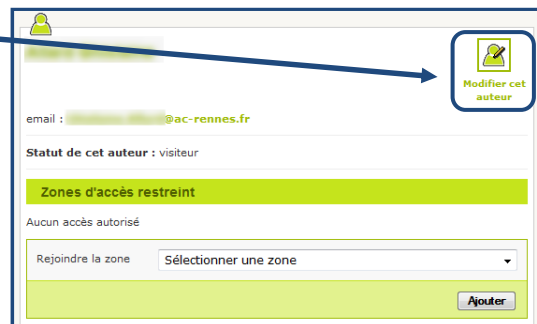 Modifier cet
auteur
email : @ac-rennes.fr
Statut de cet auteur : visiteur
Zones d'accès restreint
Aucun accès autorisé
Rejoindre la zone Sélectionner une zone
Ajouter